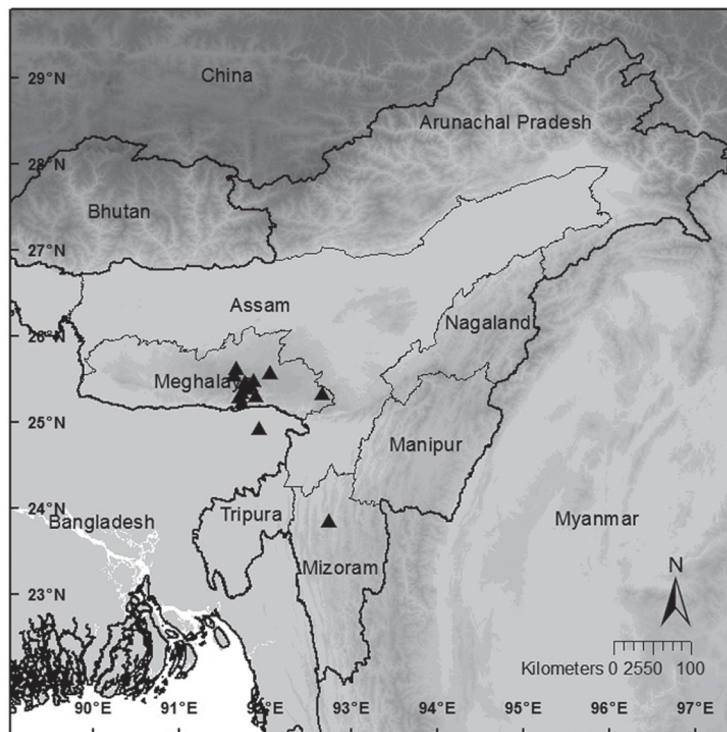 29°N
China
Arunachal Pradesh
28°N
Bhutan
27°N
Assam
26°N
Nagaland
Meghalay
25°N
Manipur
24°N
Bangladesh
Tripura
Myanmar
Mizoram
23°N
N
Kilometers 0 2550 100
90°E 91°E 92°E 93°E 94°E 95°E 96°E 97°E